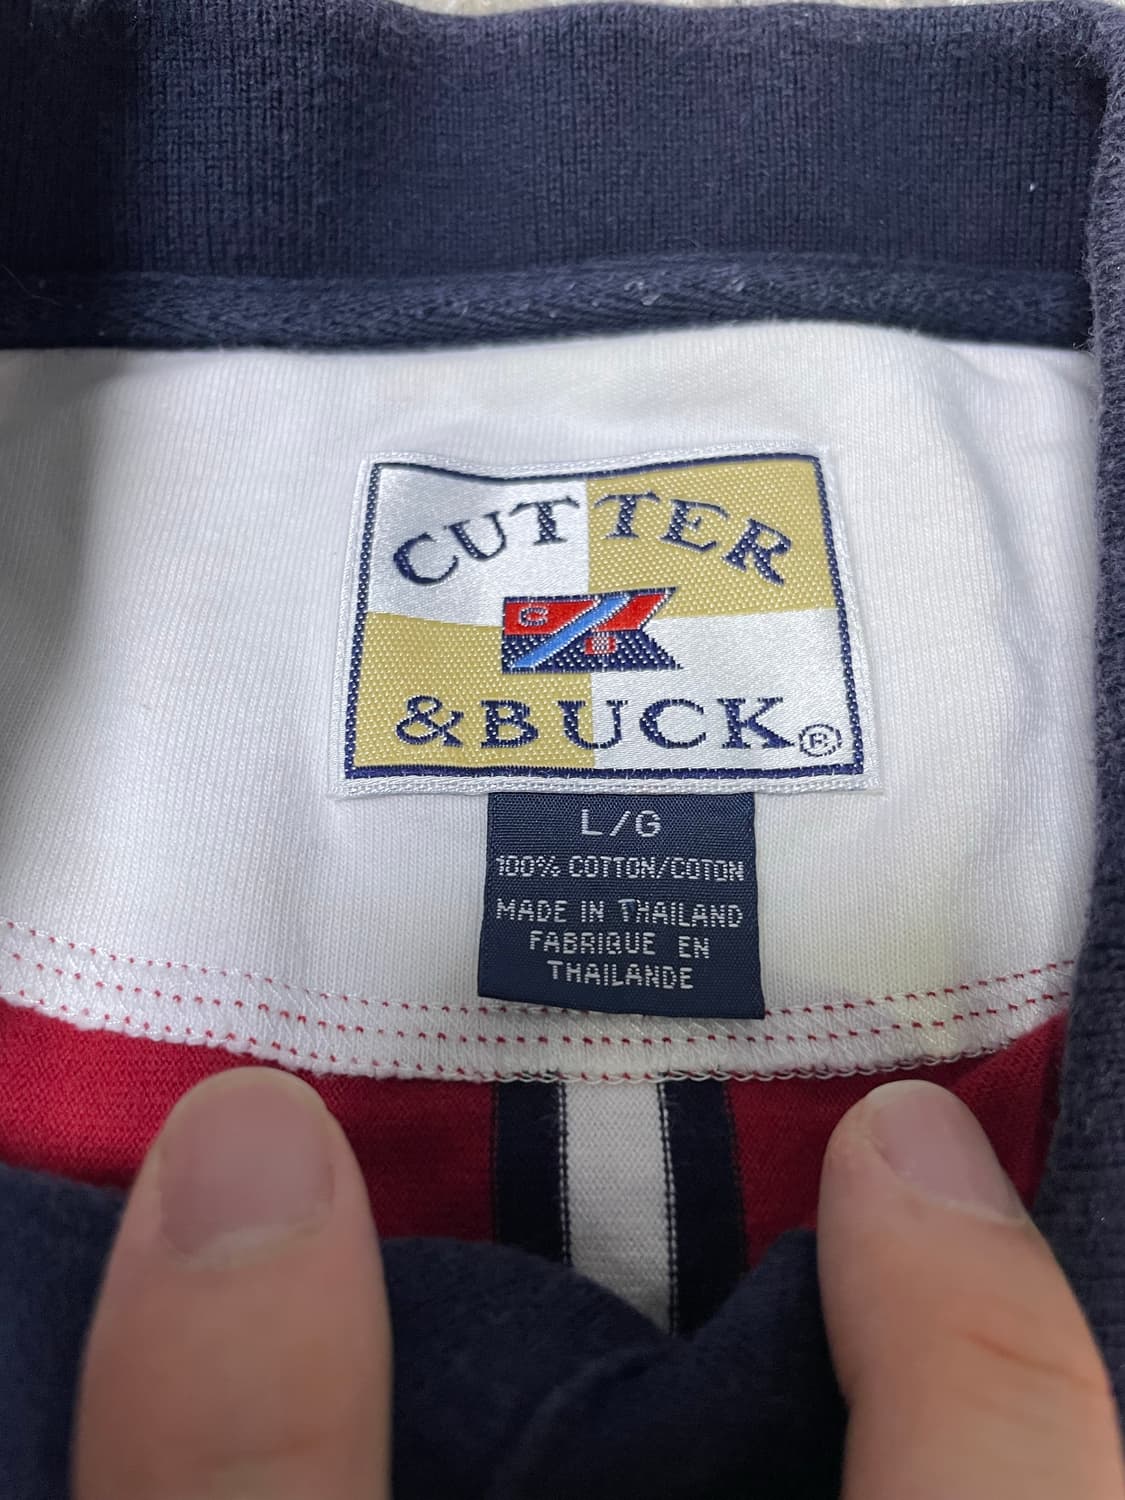 CUTTER
C
B
& BUCK®
L/G
100% COTTON/COTON
MADE IN THAILAND
FABRIQUE EN
THAILANDE